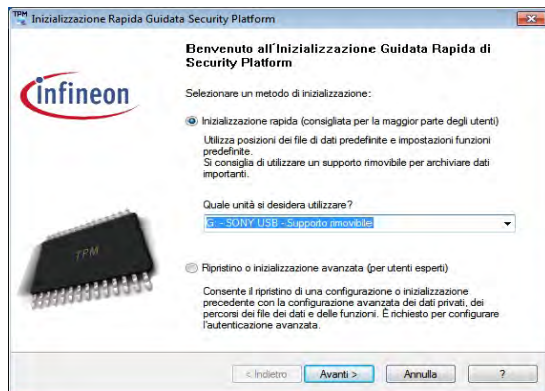 TPM Inizializzazione Rapida Guidata Security Platform
Benvenuto all'Inizializzazione Guidata Rapida di
Security Platform
infineon
Selezionare un metodo di inizializzazione:
Inizializzazione rapida (consigliata per la maggior parte degli utenti)
Utilizza posizioni dei file di dati predefinite e impostazioni funzioni
predefinite.
Si consiglia di utilizzare un supporto rimovibile per archiviare dati
importanti.
Quale unità si desidera utilizzare?
G: - SONY USB - Supporto rimovibile
TPM
Ripristino o inizializzazione avanzata (per utenti esperti)
Consente il ripristino di una configurazione o inizializzazione
precedente con la configurazione avanzata dei dati privati, dei
percorsi dei file dei dati e delle funzioni. È richiesto per configurare
l'autenticazione avanzata.
< Indietro
Avanti >
Annulla
?